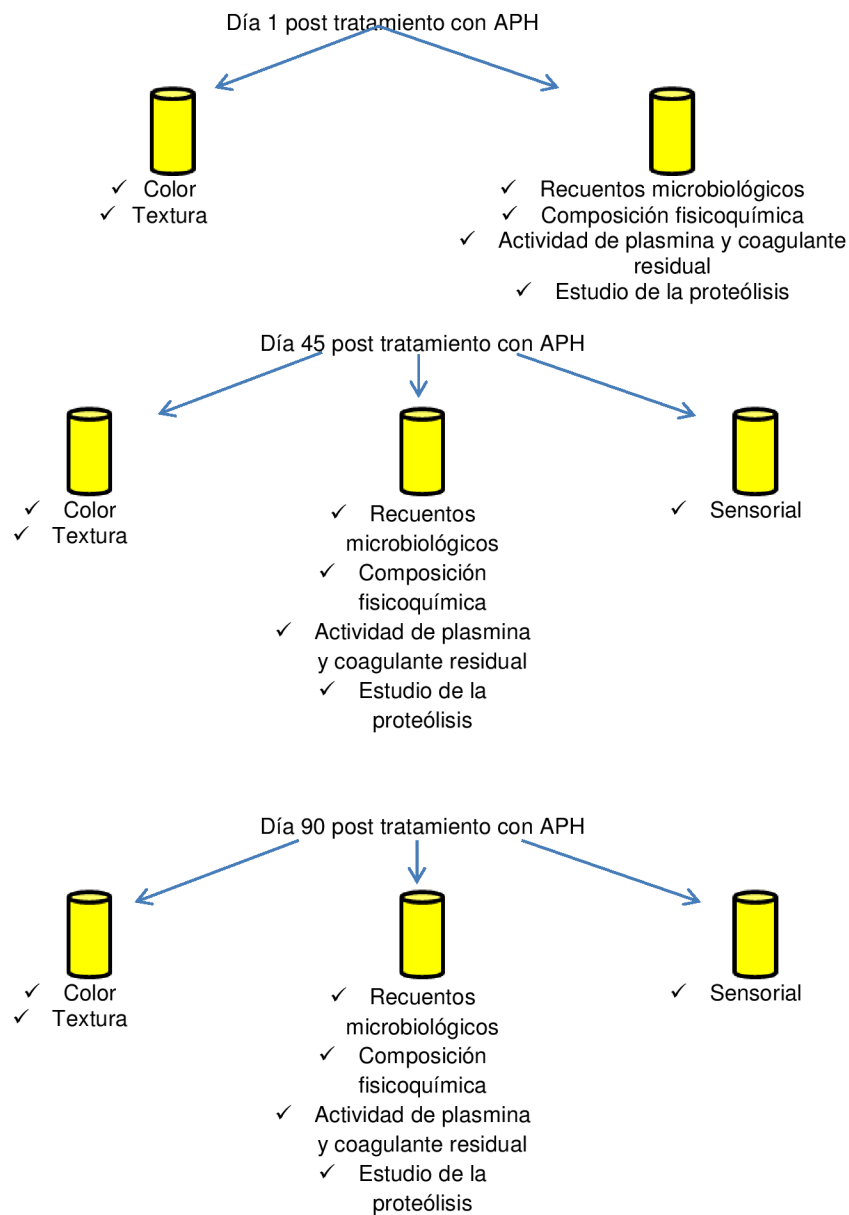 Día 1 post tratamiento con APH
✓ Color
✓ Textura
✓ Recuentos microbiológicos
✓ Composición fisicoquímica
✓ Actividad de plasmina y coagulante
residual
✓ Estudio de la proteólisis
Día 45 post tratamiento con APH
✓ Color
✓ Textura
✓ Recuentos
microbiológicos
✓ Composición
fisicoquímica
✓ Actividad de plasmina
y coagulante residual
✓ Estudio de la
proteólisis
✓ Sensorial
Día 90 post tratamiento con APH
✓ Color
✓ Textura
✓ Recuentos
microbiológicos
✓ Composición
fisicoquímica
✓ Actividad de plasmina
y coagulante residual
✓ Estudio de la
proteólisis
✓ Sensorial